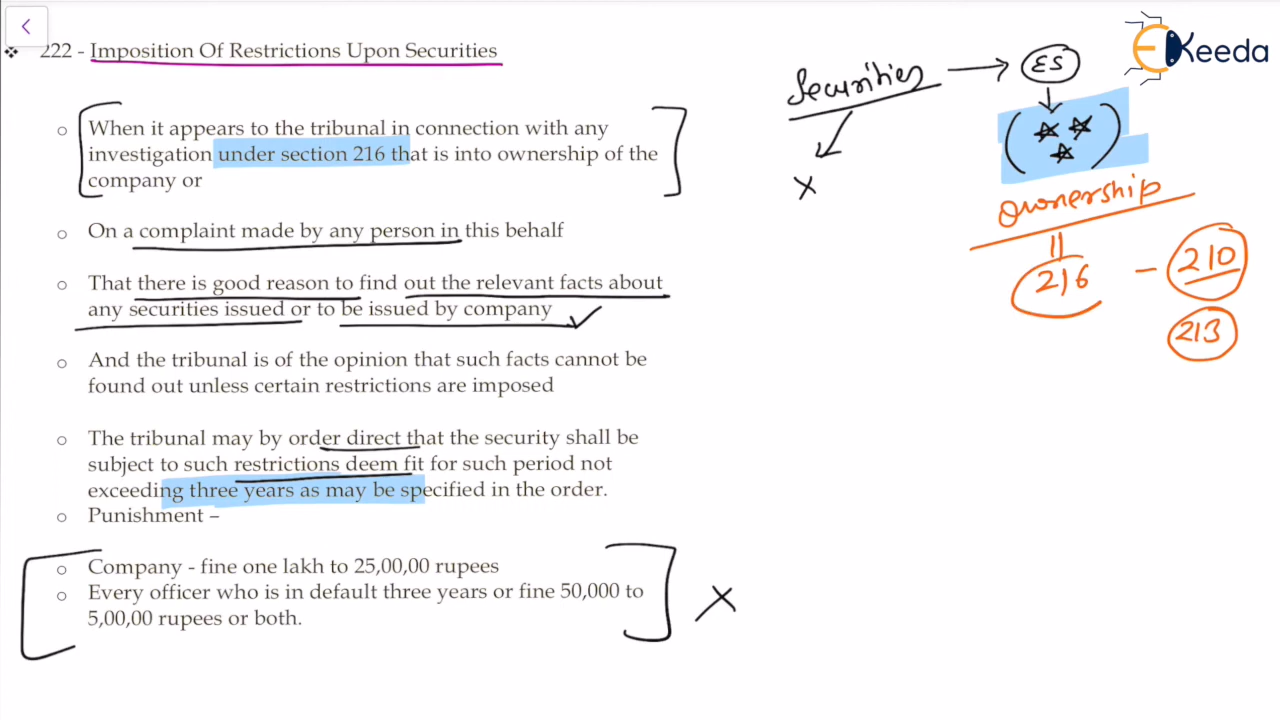 222 - Imposition Of Restrictions Upon Securities
When it appears to the tribunal in connection with any
investigation under section 216 that is into ownership of the
company or
On a complaint made by any person in this behalf
That there is good reason to find out the relevant facts about
any securities issued or to be issued by company
And the tribunal is of the opinion that such facts cannot be
found out unless certain restrictions are imposed
The tribunal may by order direct that the security shall be
subject to such restrictions deem fit for such period not
exceeding three years as may be specified in the order.
Punishment –
Company - fine one lakh to 25,00,00 rupees
Every officer who is in default three years or fine 50,000 to
5,00,00 rupees or both.
X
Securities → ES
X
Ownership
216 - 210
213
EKeeda